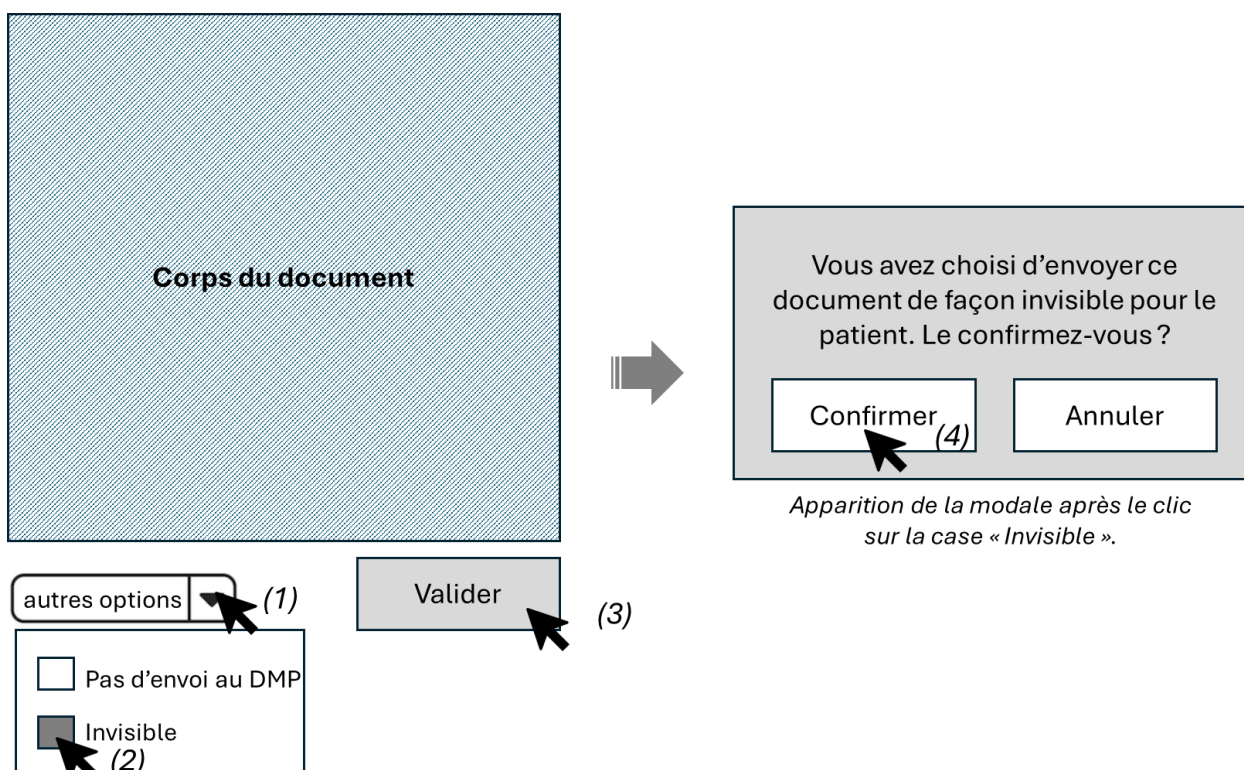 Corps du document
autres options
(1)
Valider
(3)
Pas d'envoi au DMP
Invisible
(2)
Vous avez choisi d’envoyer ce
document de façon invisible pour le
patient. Le confirmez-vous ?
Confirmer
(4)
Annuler
Apparition de la modale après le clic
sur la case « Invisible ».